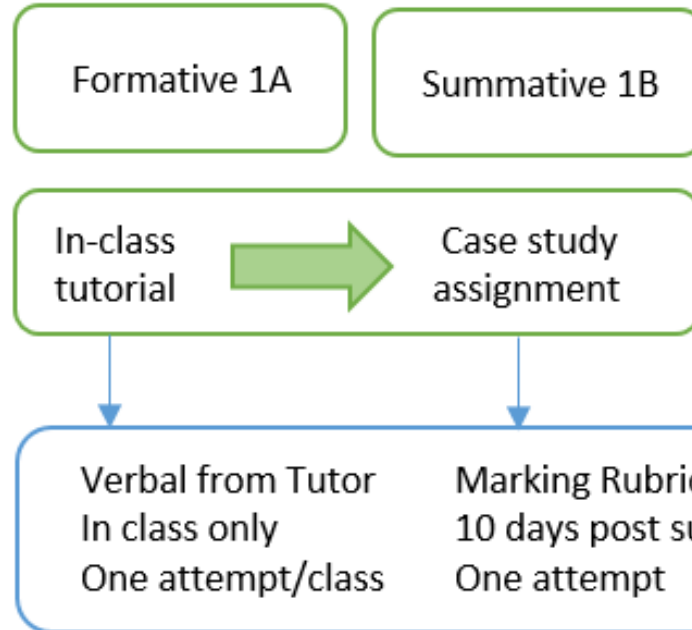 Formative 1A
Summative 1B
In-class
tutorial
Case study
assignment
Verbal from Tutor
In class only
One attempt/class
Marking Rubric
10 days post
One attempt